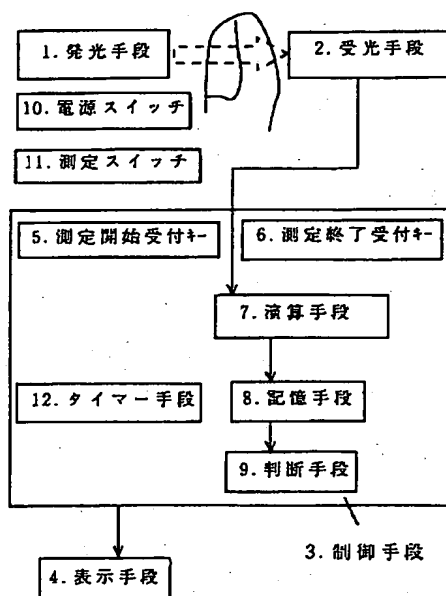 1.発光手段
2.受光手段
10.電源スイッチ
11.測定スイッチ
5.測定開始受付キー
6.測定終了受付キー
7.演算手段
12.タイマー手段
8.記憶手段
9.判断手段
3.制御手段
4.表示手段